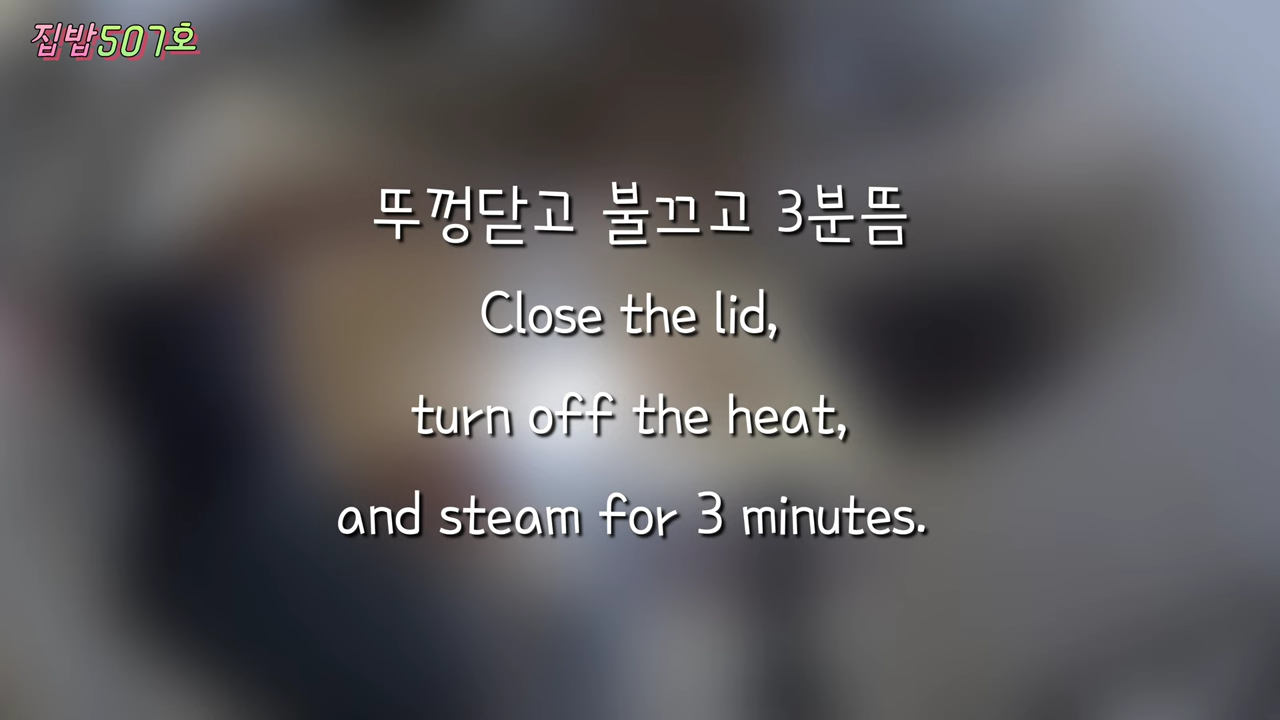 집밥507호
뚜껑닫고 불끄고 3분뜸
Close the lid,
turn off the heat,
and steam for 3 minutes.